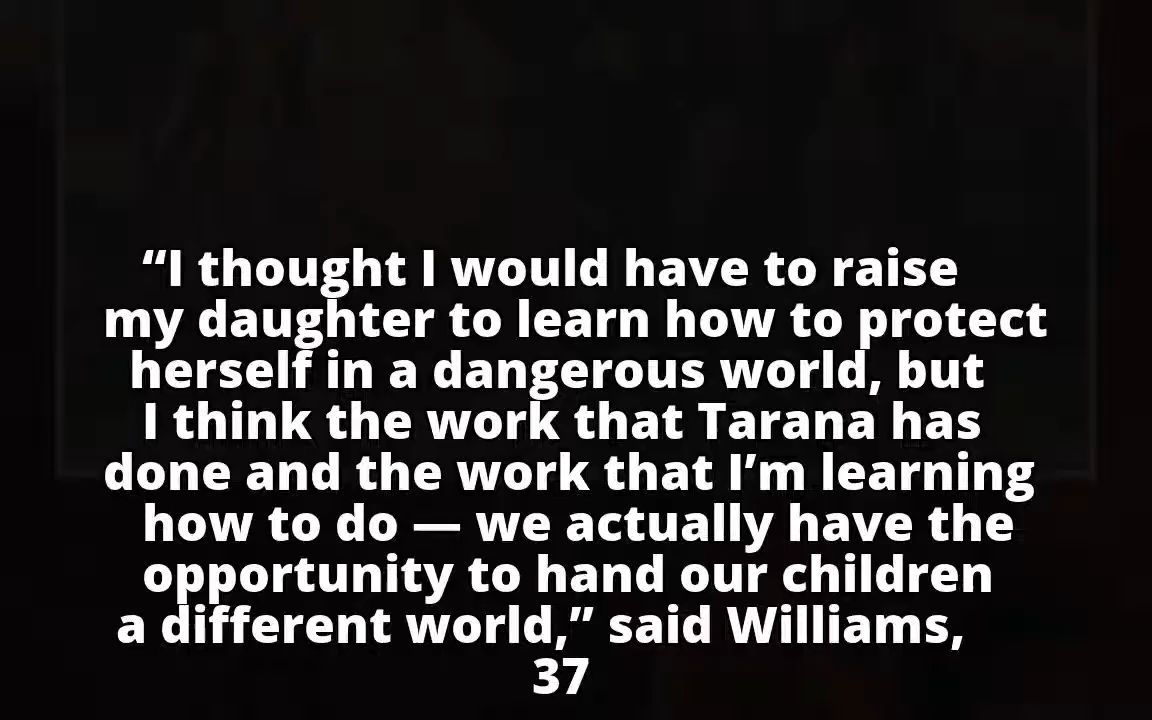 “I thought I would have to raise
my daughter to learn how to protect
herself in a dangerous world, but
I think the work that Tarana has
done and the work that I’m learning
how to do — we actually have the
opportunity to hand our children
a different world,” said Williams,
37